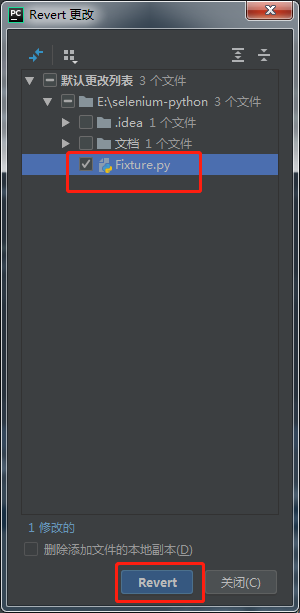 PC Revert 更改
默认更改列表 3 个文件
E:\selenium-python 3 个文件
.idea 1 个文件
文档 1 个文件
Fixture.py
1 修改的
删除添加文件的本地副本(D)
Revert 关闭(C)